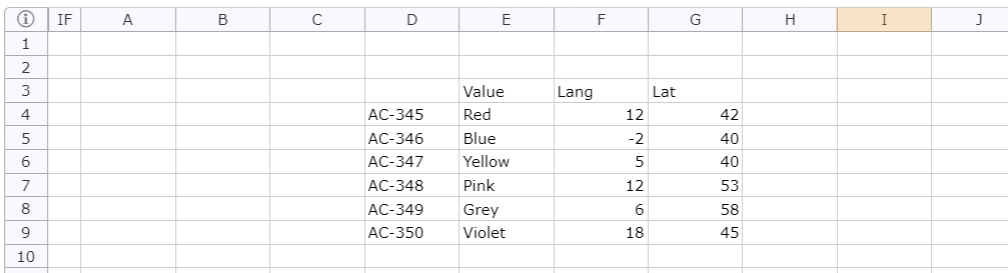 IF A B C D E F G H I J
1
2
3 Value Lang Lat
4 AC-345 Red 12 42
5 AC-346 Blue -2 40
6 AC-347 Yellow 5 40
7 AC-348 Pink 12 53
8 AC-349 Grey 6 58
9 AC-350 Violet 18 45
10